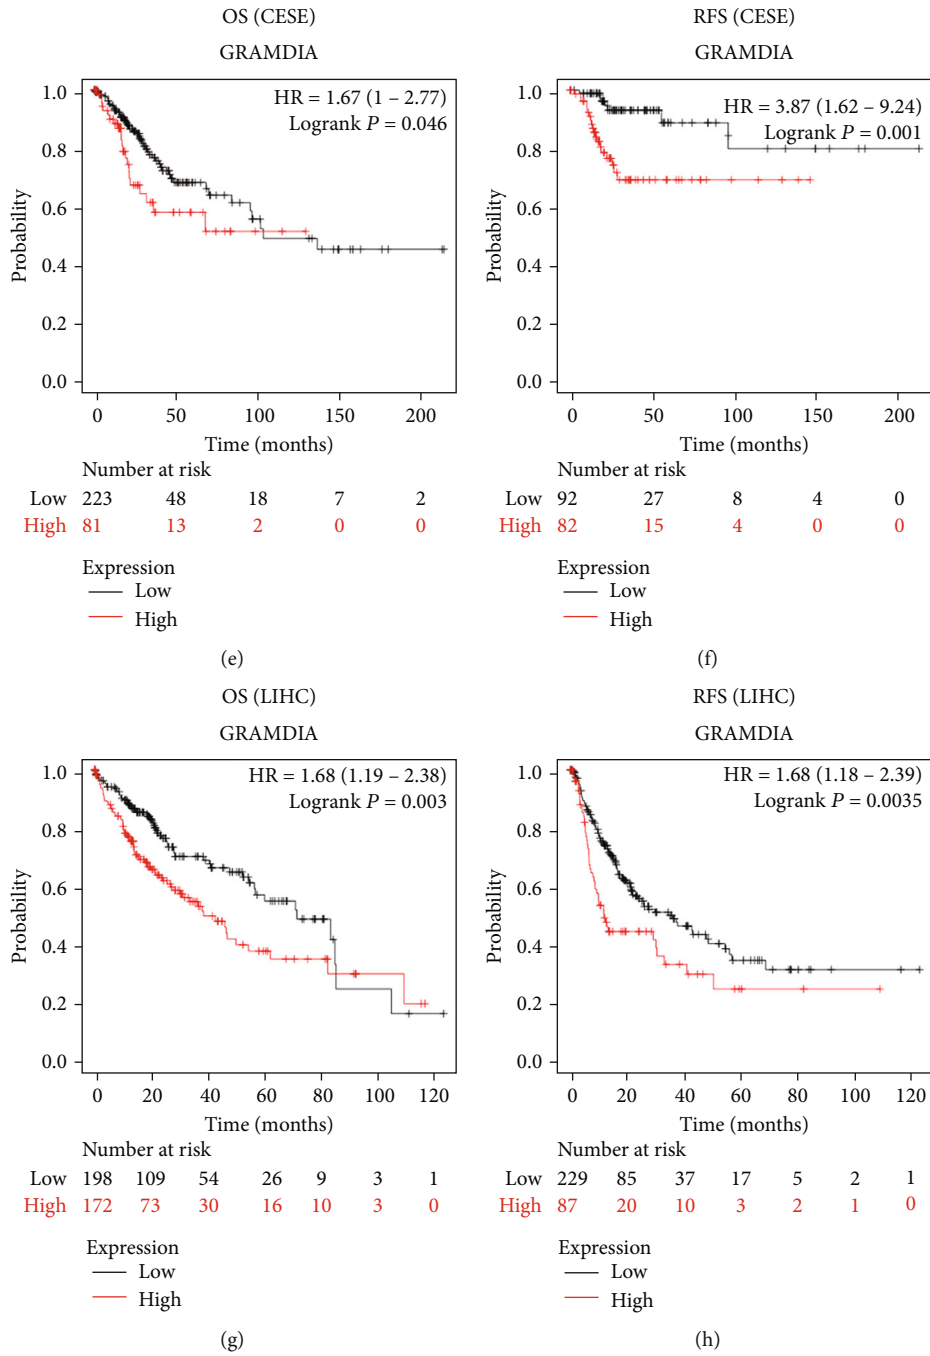 OS (CESE)
GRAMDIA
HR = 1.67 (1 – 2.77)
Logrank P = 0.046
1.0
0.8
0.6
0.4
0.2
0.0
Probability
0 50 100 150 200
Time (months)
Number at risk
Low 223 48 18 7 2
High 81 13 2 0 0
Expression
Low
High
(e)
RFS (CESE)
GRAMDIA
HR = 3.87 (1.62 – 9.24)
Logrank P = 0.001
1.0
0.8
0.6
0.4
0.2
0.0
Probability
0 50 100 150 200
Time (months)
Number at risk
Low 92 27 8 4 0
High 82 15 4 0 0
Expression
Low
High
(f)
OS (LIHC)
GRAMDIA
HR = 1.68 (1.19 – 2.38)
Logrank P = 0.003
1.0
0.8
0.6
0.4
0.2
0.0
Probability
0 20 40 60 80 100 120
Time (months)
Number at risk
Low 198 109 54 26 9 3 1
High 172 73 30 16 10 3 0
Expression
Low
High
(g)
RFS (LIHC)
GRAMDIA
HR = 1.68 (1.18 – 2.39)
Logrank P = 0.0035
1.0
0.8
0.6
0.4
0.2
0.0
Probability
0 20 40 60 80 100 120
Time (months)
Number at risk
Low 229 85 37 17 5 2 1
High 87 20 10 3 2 1 0
Expression
Low
High
(h)